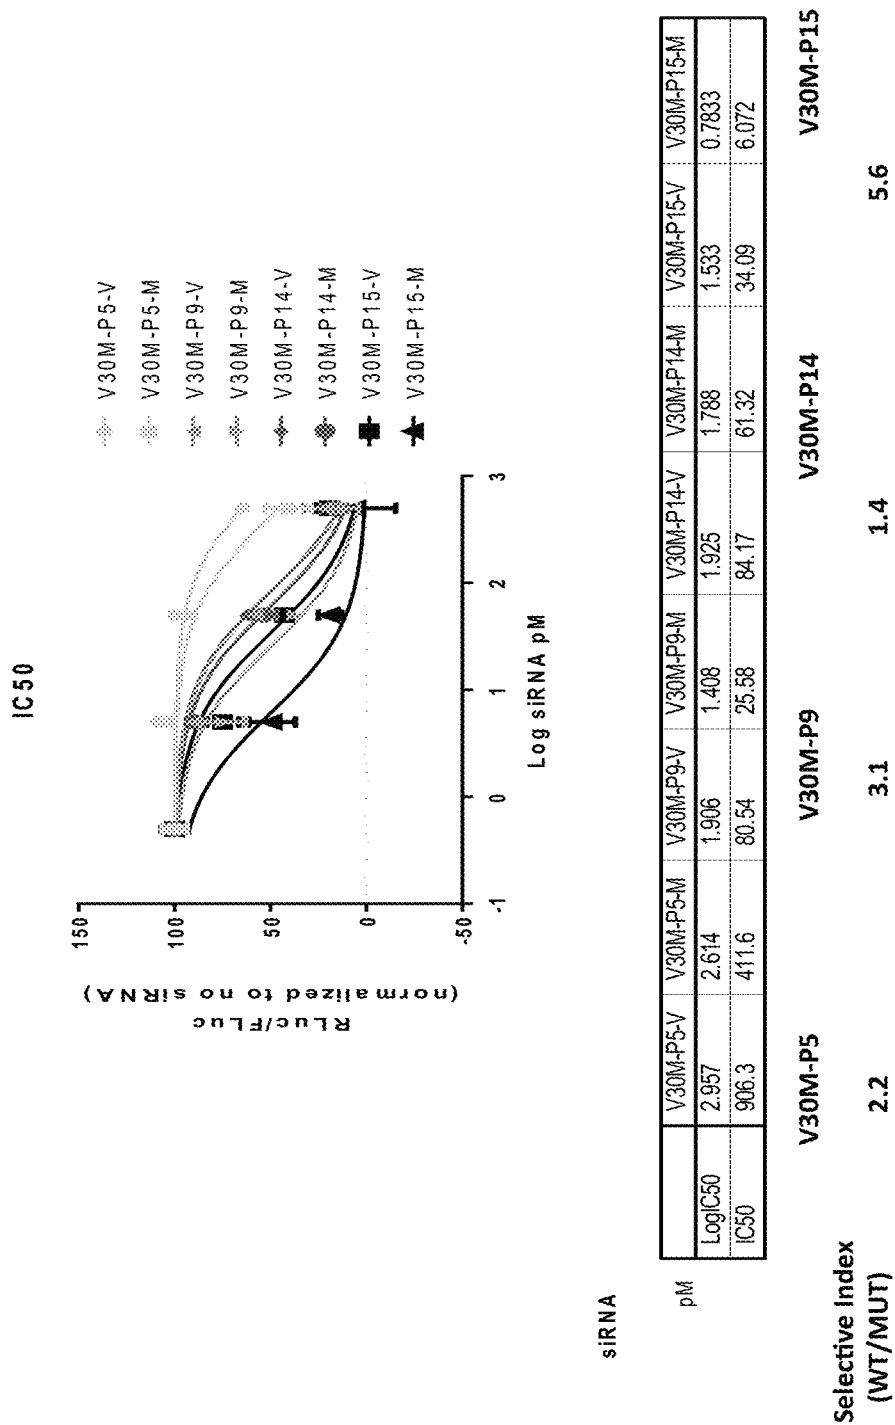 IC50
RLuc/FLuc
(normalized to no siRNA)
150
100
50
0
-50
-1
0
1
2
3
Log siRNA pM
V30M-P5-V
V30M-P5-M
V30M-P9-V
V30M-P9-M
V30M-P14-V
V30M-P14-M
V30M-P15-V
V30M-P15-M
siRNA
pM
V30M-P5-V V30M-P5-M V30M-P9-V V30M-P9-M V30M-P14-V V30M-P14-M V30M-P15-V V30M-P15-M
LogIC50 2.957 2.614 1.906 1.408 1.925 1.788 1.533 0.7833
IC50 906.3 411.6 80.54 25.58 84.17 61.32 34.09 6.072
V30M-P5 V30M-P9 V30M-P14 V30M-P15
Selective Index
(WT/MUT)
2.2 3.1 1.4 5.6